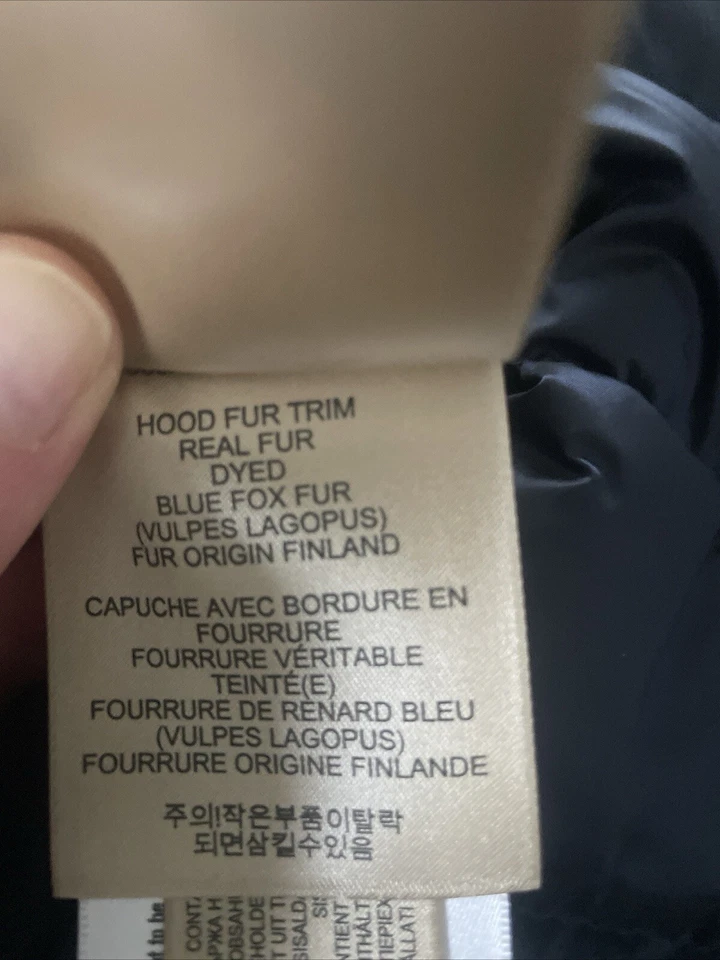 HOOD FUR TRIM
REAL FUR
DYED
BLUE FOX FUR
(VULPES LAGOPUS)
FUR ORIGIN FINLAND
CAPUCHE AVEC BORDURE EN
FOURRURE
FOURRURE VÉRITABLE
TEINTÉ(E)
FOURRURE DE RENARD BLEU
(VULPES LAGOPUS)
FOURRURE ORIGINE FINLANDE
주의!작은부품이탈락
되면삼킬수있음